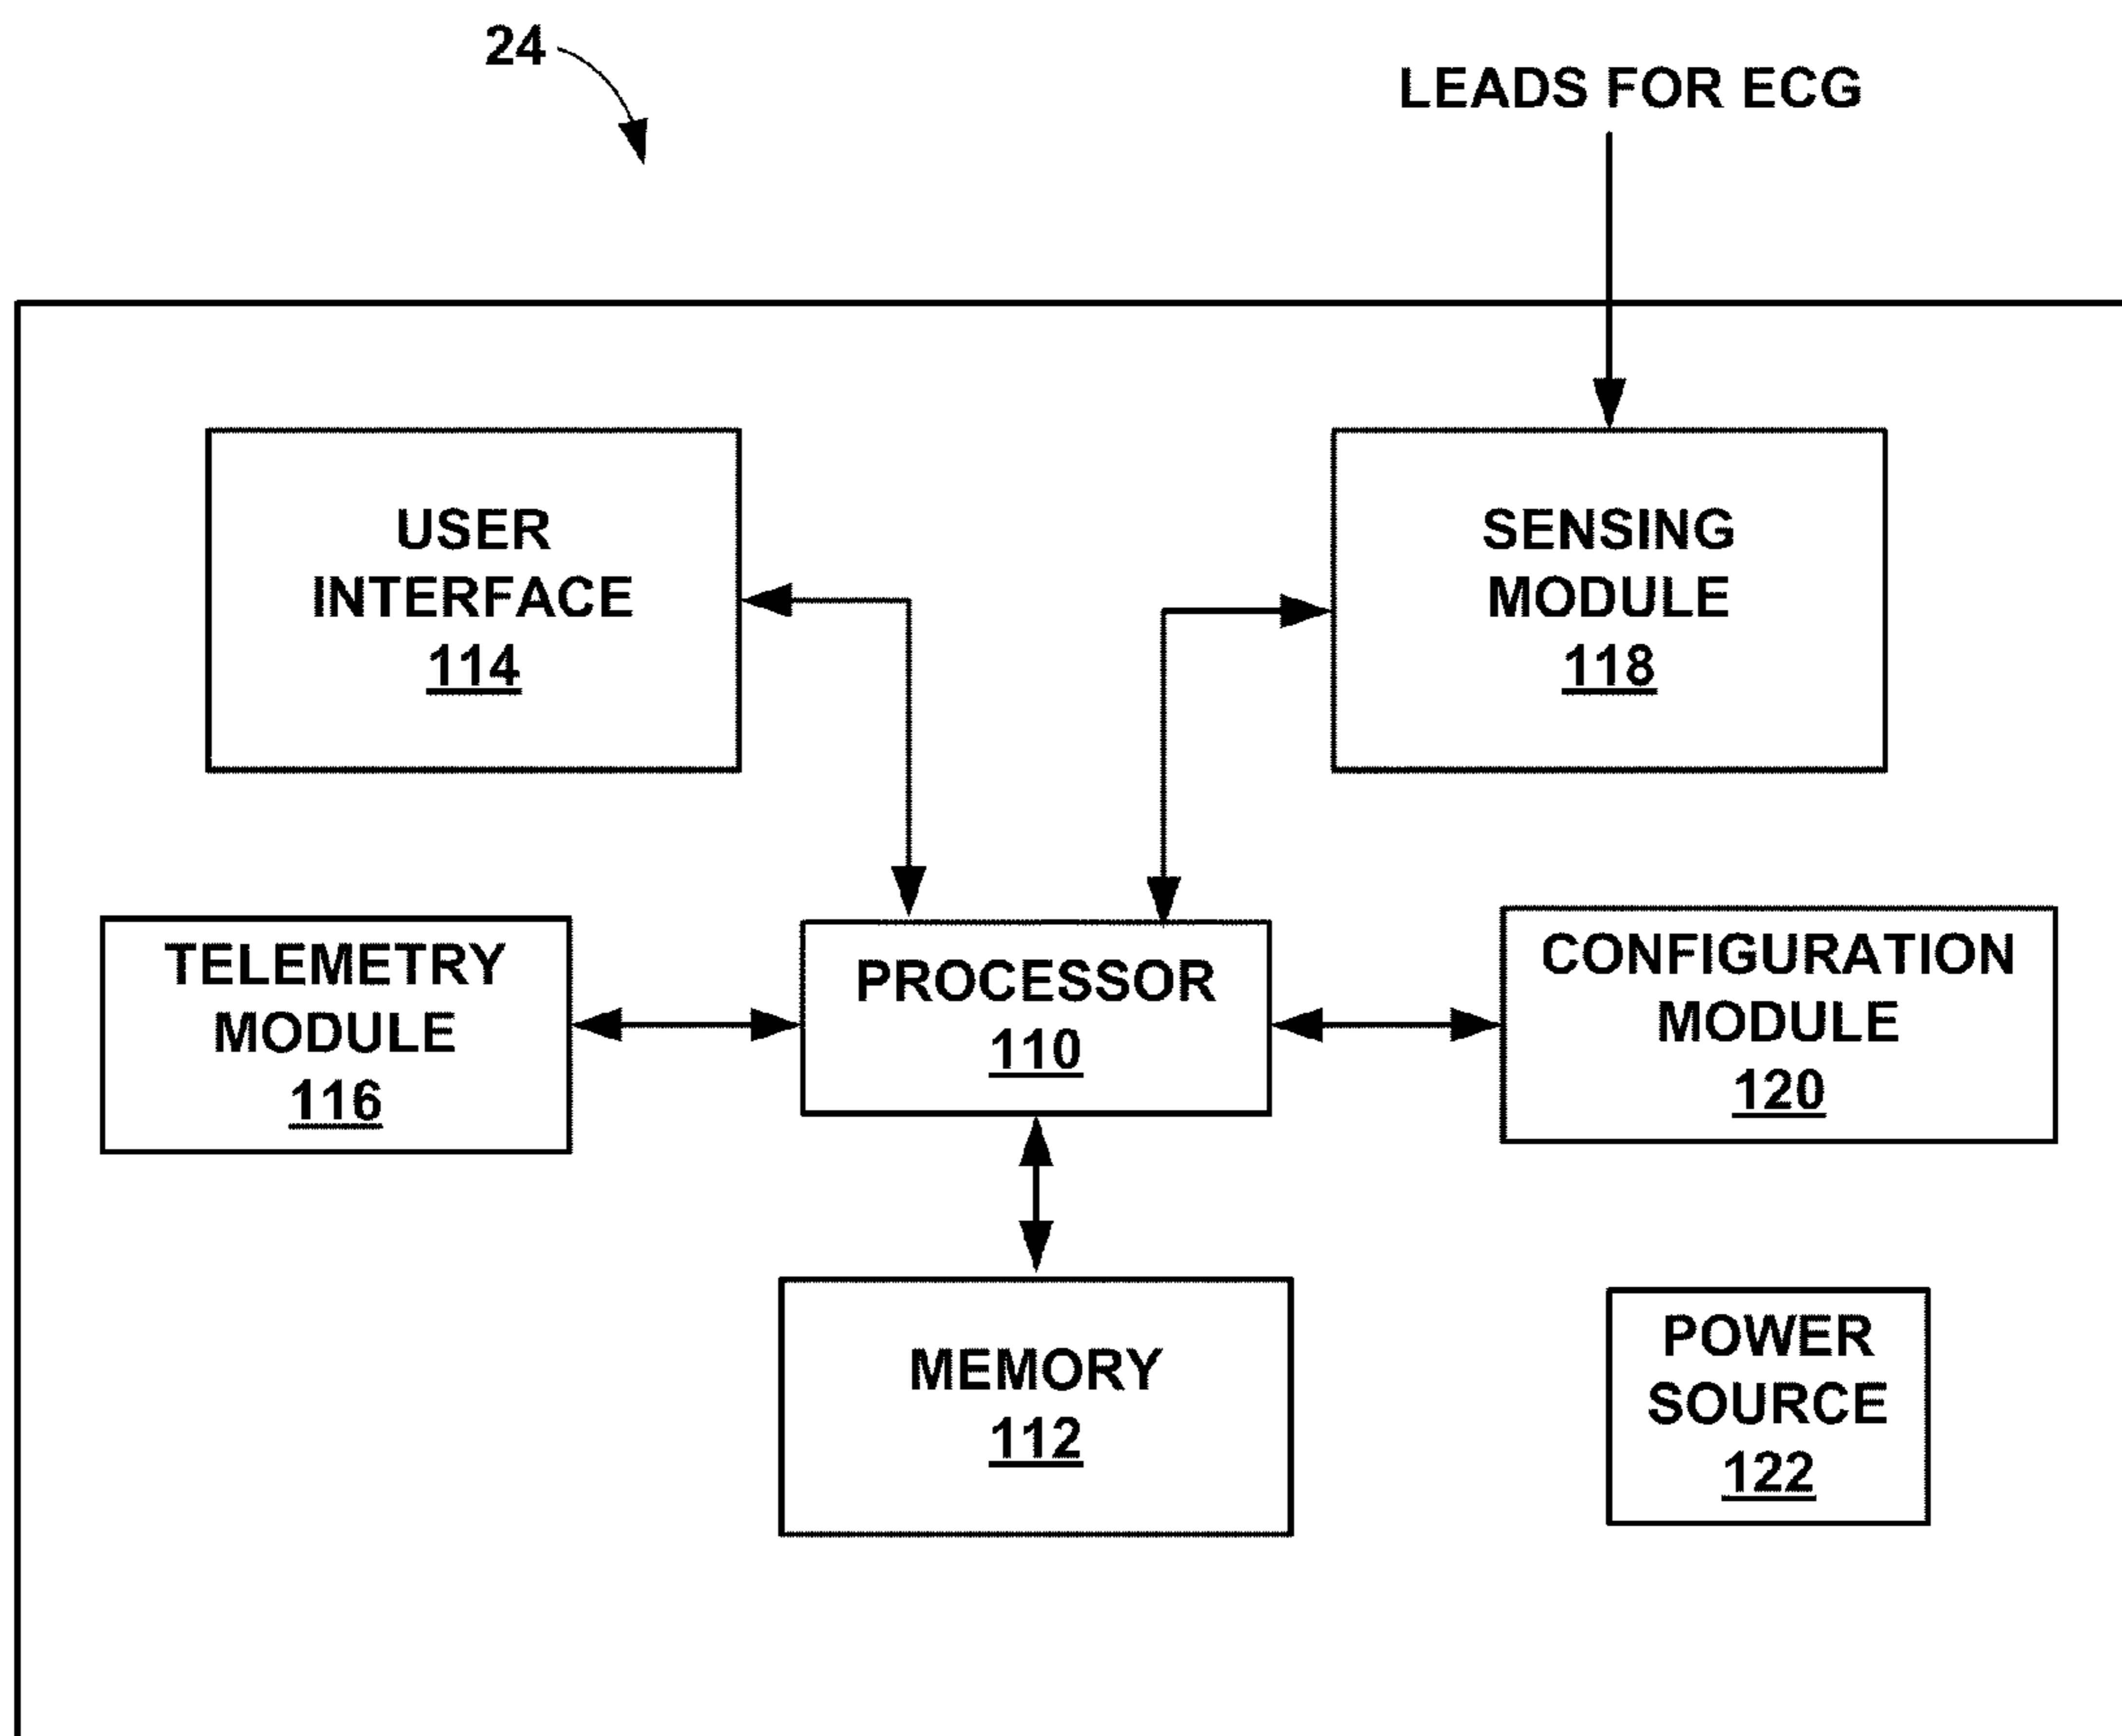 24
LEADS FOR ECG
USER
INTERFACE
114
SENSING
MODULE
118
TELEMETRY
MODULE
116
PROCESSOR
110
CONFIGURATION
MODULE
120
MEMORY
112
POWER
SOURCE
122